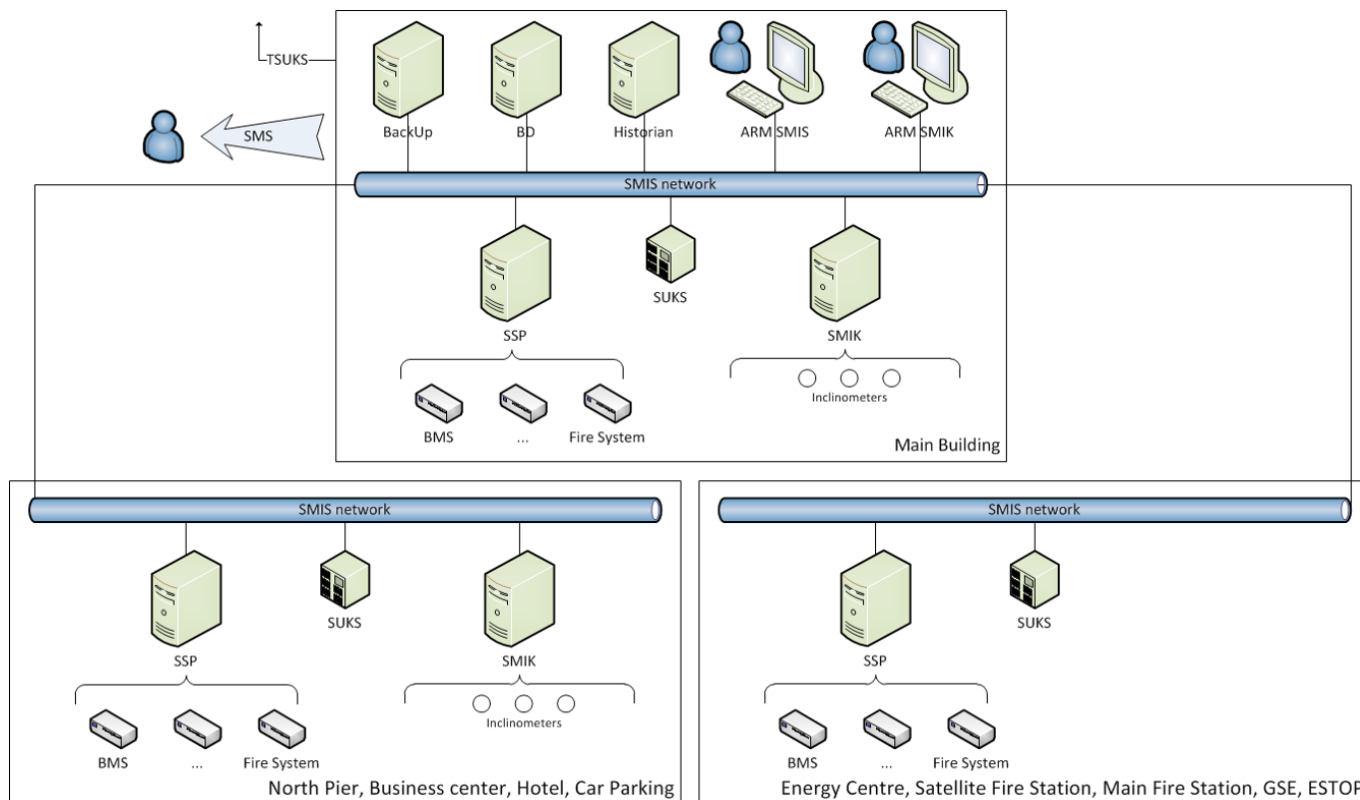 TSUKS
SMS
BackUp
BD
Historian
ARM SMIS
ARM SMIK
SMIS network
SSP
SUKS
SMIK
BMS
...
Fire System
Inclinometers
Main Building
SMIS network
SSP
SUKS
SMIK
BMS
...
Fire System
Inclinometers
North Pier, Business center, Hotel, Car Parking
SMIS network
SSP
SUKS
BMS
...
Fire System
Energy Centre, Satellite Fire Station, Main Fire Station, GSE, ESTOP